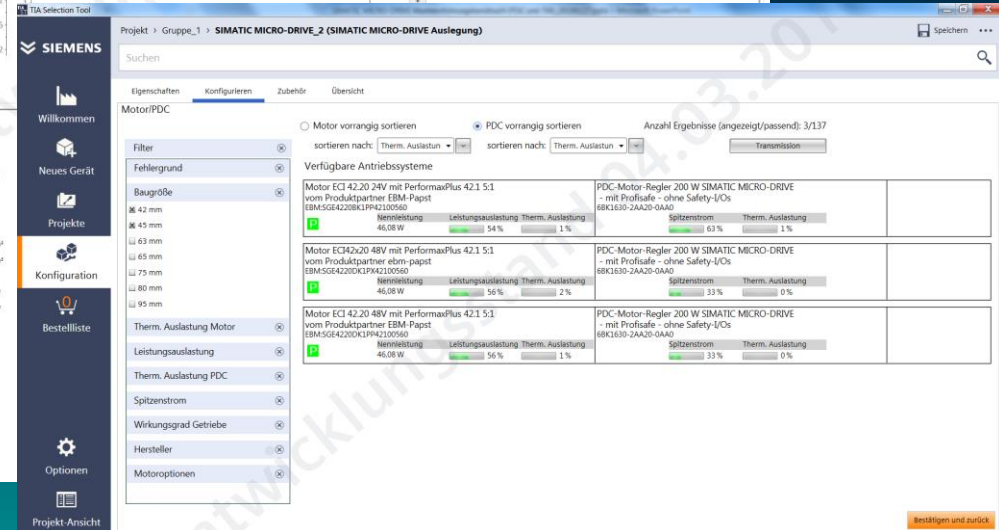 TIA Selection Tool
SIEMENS
Projekt > Gruppe_1 > SIMATIC MICRO-DRIVE_2 (SIMATIC MICRO-DRIVE Auslegung)
Speichern
Suchen
Willkommen
Neues Gerät
Projekte
Konfiguration
0
Bestellliste
Optionen
Projekt-Ansicht
Eigenschaften Konfigurieren Zubehör Übersicht
Motor/PDC
Motor vorrangig sortieren PDC vorrangig sortieren Anzahl Ergebnisse (angezeigt/passend): 3/137
sortieren nach: Therm. Auslastun sortieren nach: Therm. Auslastun Transmission
Filter
Fehlergrund
Baugröße
42 mm
45 mm
63 mm
65 mm
75 mm
80 mm
95 mm
Therm. Auslastung Motor
Leistungsauslastung
Therm. Auslastung PDC
Spitzenstrom
Wirkungsgrad Getriebe
Hersteller
Motoroptionen
Verfügbare Antriebssysteme
Motor ECI 42.20 24V mit PerformaxPlus 42.1 5:1
vom Produktpartner EBM-Papst
EBM:SGE4220BK1PP42100560
Nennleistung Leistungsauslastung Therm. Auslastung
P 46,08 W 54 % 1 %
PDC-Motor-Regler 200 W SIMATIC MICRO-DRIVE
- mit Profisafe - ohne Safety-I/Os
6BK1630-2AA20-0AA0
Spitzenstrom Therm. Auslastung
63 % 1 %
Motor ECI42x20 48V mit PerformaxPlus 42.1 5:1
vom Produktpartner ebm-papst
EBM:SGE4220DK1PX42100560
Nennleistung Leistungsauslastung Therm. Auslastung
P 46,08 W 56 % 2 %
PDC-Motor-Regler 200 W SIMATIC MICRO-DRIVE
- mit Profisafe - ohne Safety-I/Os
6BK1630-2AA20-0AA0
Spitzenstrom Therm. Auslastung
33 % 0 %
Motor ECI 42.20 48V mit PerformaxPlus 42.1 5:1
vom Produktpartner EBM-Papst
EBM:SGE4220DK1PP42100560
Nennleistung Leistungsauslastung Therm. Auslastung
P 46,08 W 56 % 1 %
PDC-Motor-Regler 200 W SIMATIC MICRO-DRIVE
- mit Profisafe - ohne Safety-I/Os
6BK1630-2AA20-0AA0
Spitzenstrom Therm. Auslastung
33 % 0 %
Bestätigen und zurück